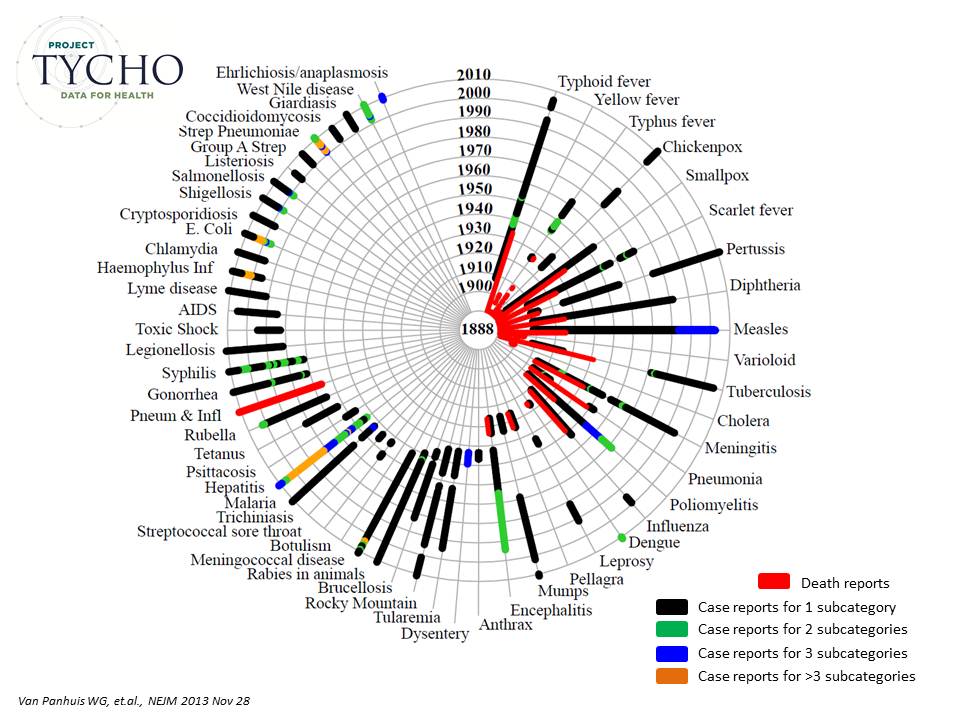 PROJECT
TYCHO
DATA FOR HEALTH
2010
2000
1990
1980
1970
1960
1950
1940
1930
1920
1910
1900
1888
Typhoid fever
Yellow fever
Typhus fever
Chickenpox
Smallpox
Scarlet fever
Pertussis
Diphtheria
Measles
Varioloid
Tuberculosis
Cholera
Meningitis
Pneumonia
Poliomyelitis
Influenza
Dengue
Leprosy
Pellagra
Mumps
Encephalitis
Anthrax
Dysentery
Tularemia
Rocky Mountain
Brucellosis
Rabies in animals
Meningococcal disease
Botulism
Streptococcal sore throat
Trichiniasis
Malaria
Hepatitis
Psittacosis
Tetanus
Rubella
Pneum & Infl
Gonorrhea
Syphilis
Legionellosis
Toxic Shock
AIDS
Lyme disease
Haemophylus Inf
Chlamydia
E. Coli
Cryptosporidiosis
Shigellosis
Salmonellosis
Listeriosis
Group A Strep
Strep Pneumoniae
Coccidioidomycosis
Giardiasis
West Nile disease
Ehrlichiosis/anaplasmosis
Death reports
Case reports for 1 subcategory
Case reports for 2 subcategories
Case reports for 3 subcategories
Case reports for >3 subcategories
Van Panhuis WG, et.al., NEJM 2013 Nov 28